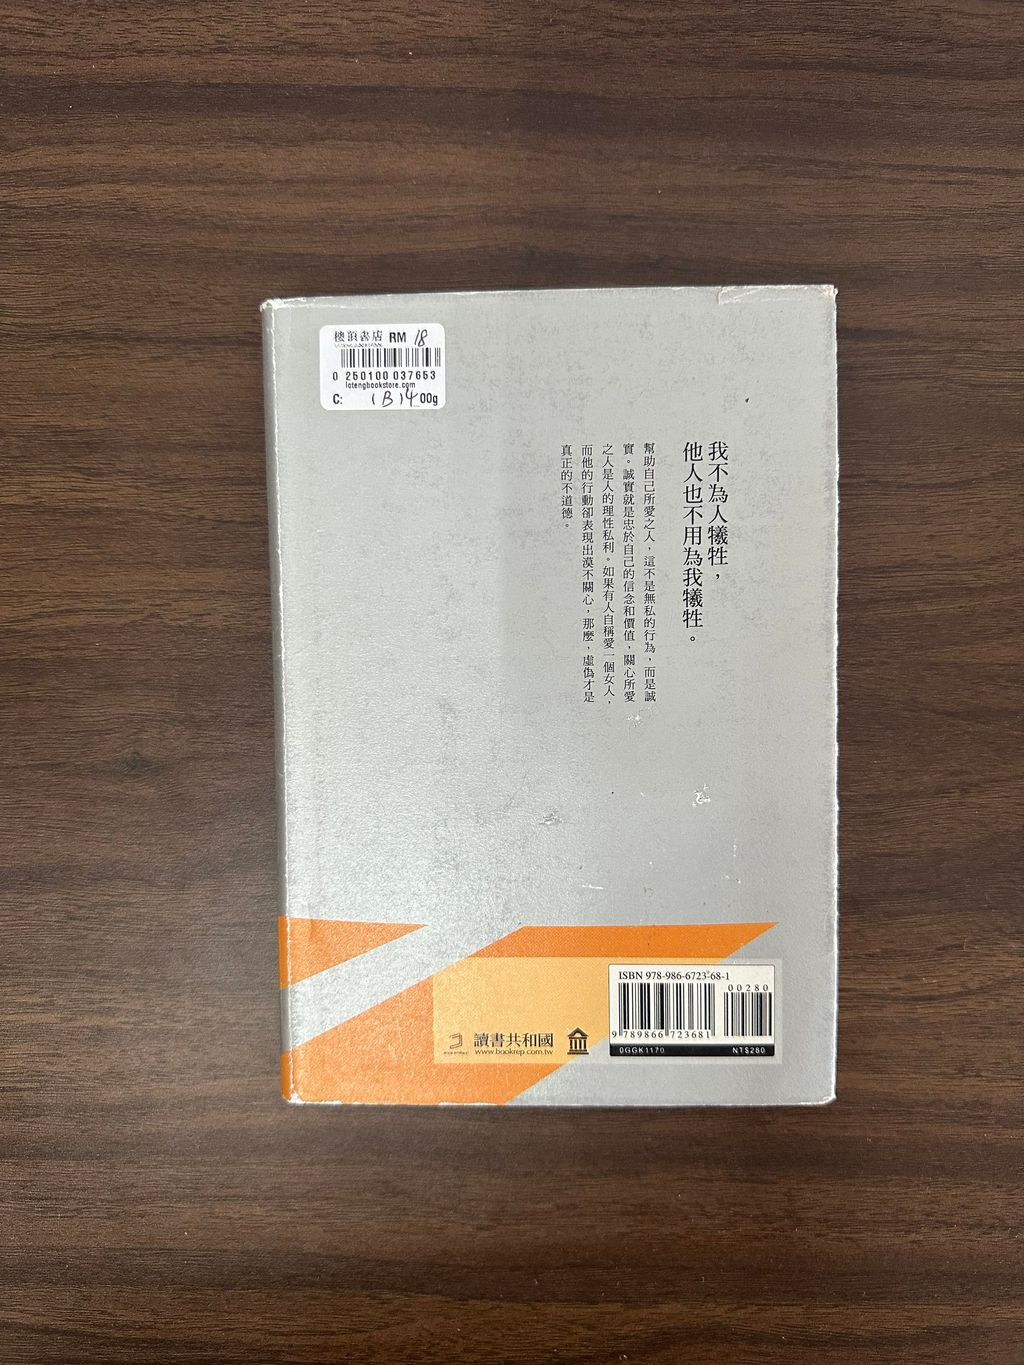 樓頂書店 RM 18
0 250100 037653
lotengbookstore.com
C: (B)4 00g
我不為人犧牲，
他人也不用為我犧牲。
幫助自己所愛之人，這不是無私的行為，而是誠
實。誠實就是忠於自己的信念和價值，關心所愛
之人是人的理性私利。如果有人自稱愛一個女人，
而他的行動卻表現出漠不關心，那麼，虛偽才是
真正的不道德。
ISBN 978-986-6723-68-1
00280
9 789866 723681
0GGK1170 NT$280
讀書共和國
www.bookrep.com.tw